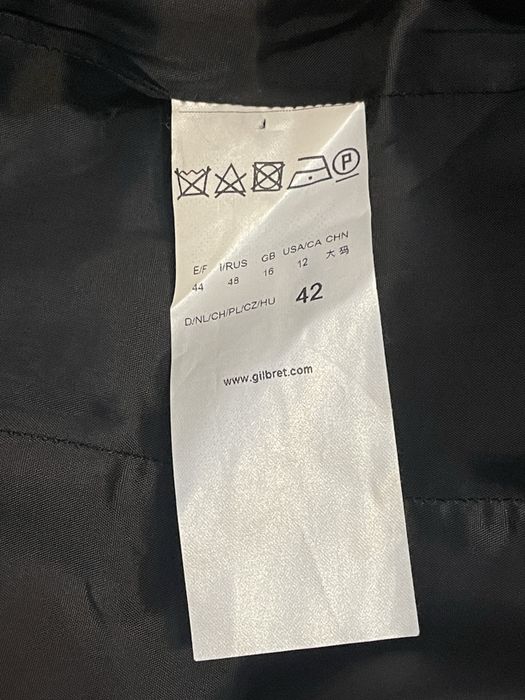 P
E/F I/RUS GB USA/CA CHN
44 48 16 12 大码
D/NL/CH/PL/CZ/HU 42
www.gilbret.com